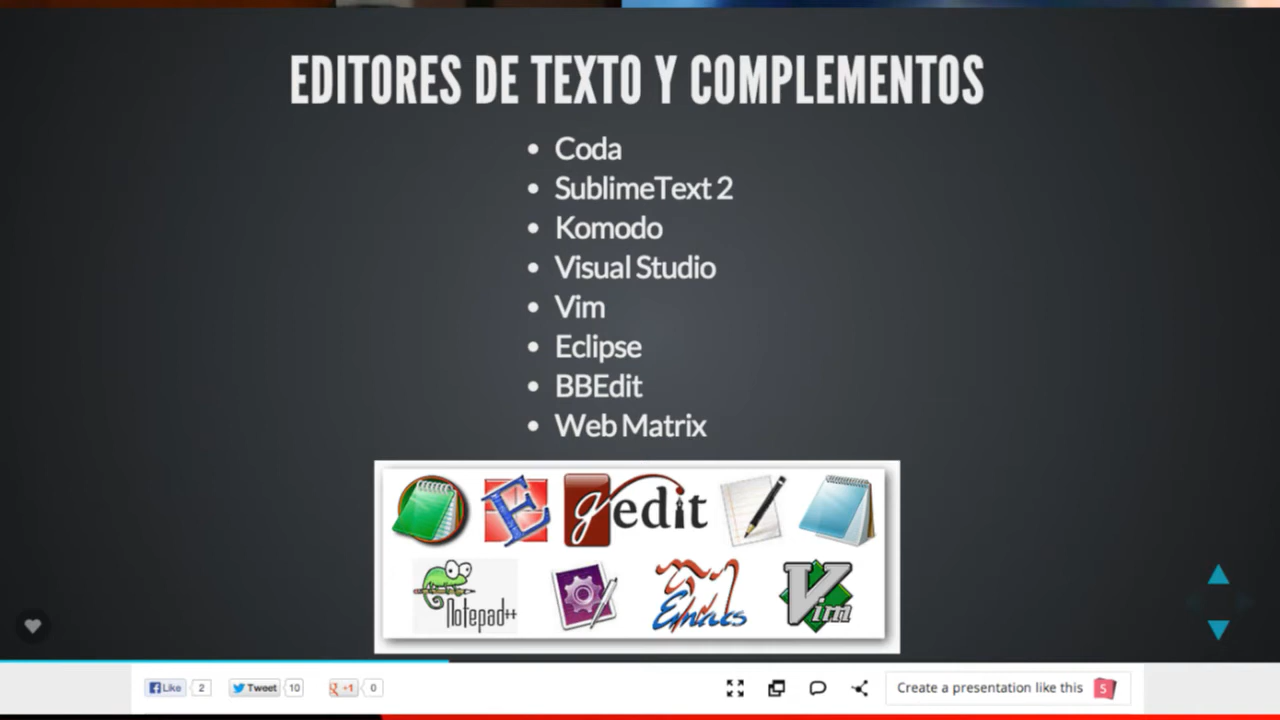 EDITORES DE TEXTO Y COMPLEMENTOS
Coda
SublimeText 2
Komodo
Visual Studio
Vim
Eclipse
BBEdit
Web Matrix
E gedit
Notepad++ Emacs Vim
Like 2 Tweet 10 +1 0 Create a presentation like this 5